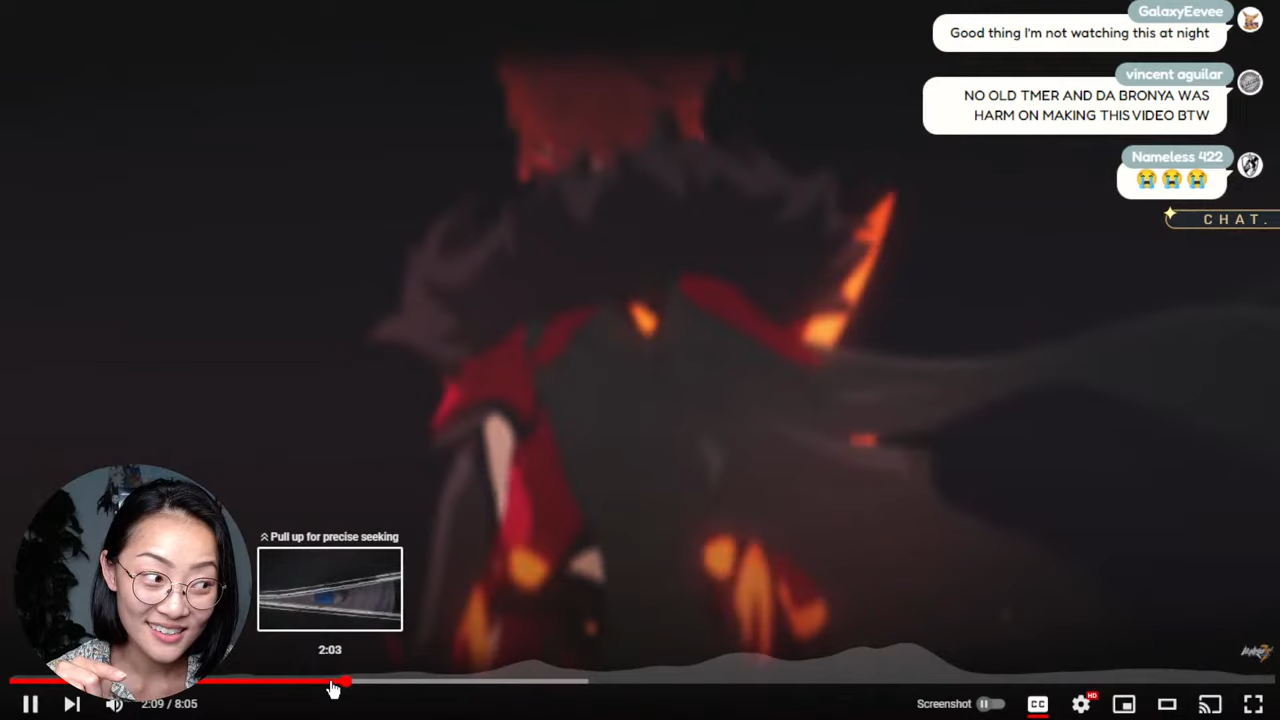 GalaxyEevee
Good thing I'm not watching this at night
vincent aguilar
NO OLD TMER AND DA BRONYA WAS
HARM ON MAKING THIS VIDEO BTW
Nameless 422
😭😭😭
CHAT.
Pull up for precise seeking
2:03
2:09 / 8:05
Screenshot
CC
HD